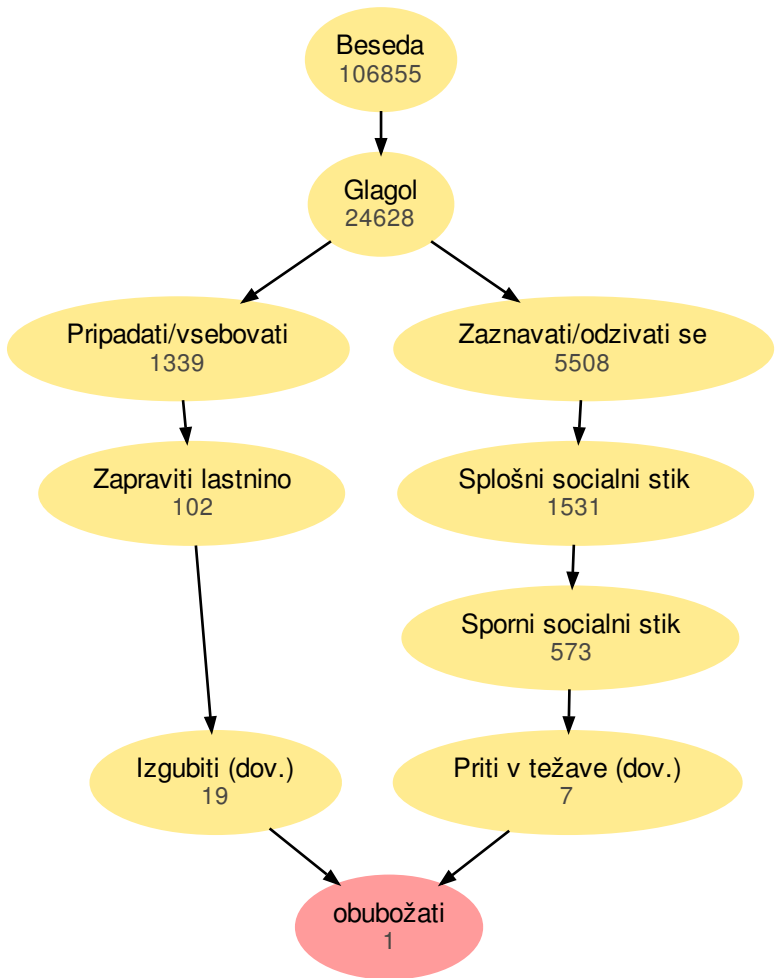 Beseda
106855
Glagol
24628
Pripadati/vsebovati
1339
Zaznavati/odzivati se
5508
Zapraviti lastnino
102
Splošni socialni stik
1531
Sporni socialni stik
573
Izgubiti (dov.)
19
Priti v težave (dov.)
7
obubožati
1